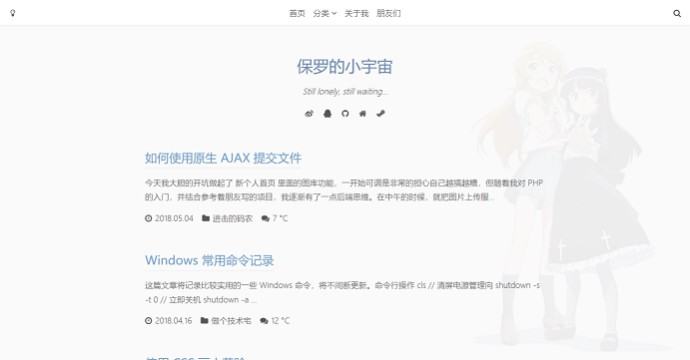 首页 分类 关于我 朋友们
保罗的小宇宙
Still lonely, still waiting...
如何使用原生 AJAX 提交文件
今天我大胆的开坑做起了 新个人首页 里面的图库功能，一开始可谓是非常的担心自己越搞越糟，但随着我对 PHP
的入门，并结合参考着朋友写的项目，我逐渐有了一点后端思维。在中午的时候，就把图片上传服...
2018.05.04 进击的码农 7 °C
Windows 常用命令记录
这篇文章将记录比较实用的一些 Windows 命令，将不间断更新。命令行操作 cls // 清屏电源管理向 shutdown -s
-t 0 // 立即关机 shutdown -a ...
2018.04.16 做个技术宅 12 °C